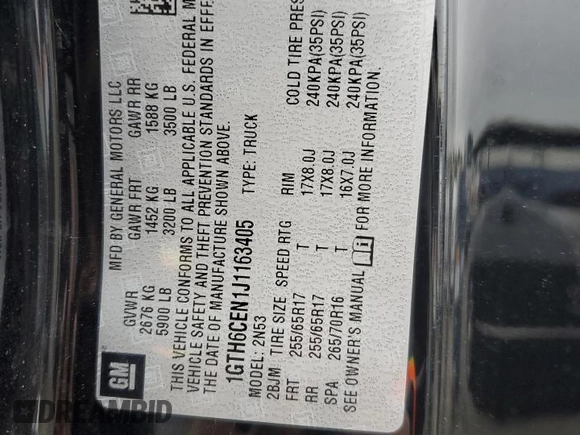 GM
MFD BY GENERAL MOTORS LLC
GVWR GAWR FRT GAWR RR
2676 KG 1452 KG 1588 KG
5900 LB 3200 LB 3500 LB
THIS VEHICLE CONFORMS TO ALL APPLICABLE U.S. FEDERAL M
VEHICLE SAFETY AND THEFT PREVENTION STANDARDS IN EFF
THE DATE OF MANUFACTURE SHOWN ABOVE.
1GTH6CEN1J1163405 TYPE: TRUCK
MODEL: 2N53
2BJM TIRE SIZE SPEED RTG RIM COLD TIRE PRES
FRT 255/65R17 T 17X8.0J 240KPA(35PSI)
RR 255/65R17 T 17X8.0J 240KPA(35PSI)
SPA 265/70R16 T 16X7.0J 240KPA(35PSI)
SEE OWNER'S MANUAL i FOR MORE INFORMATION.
DREAMBID